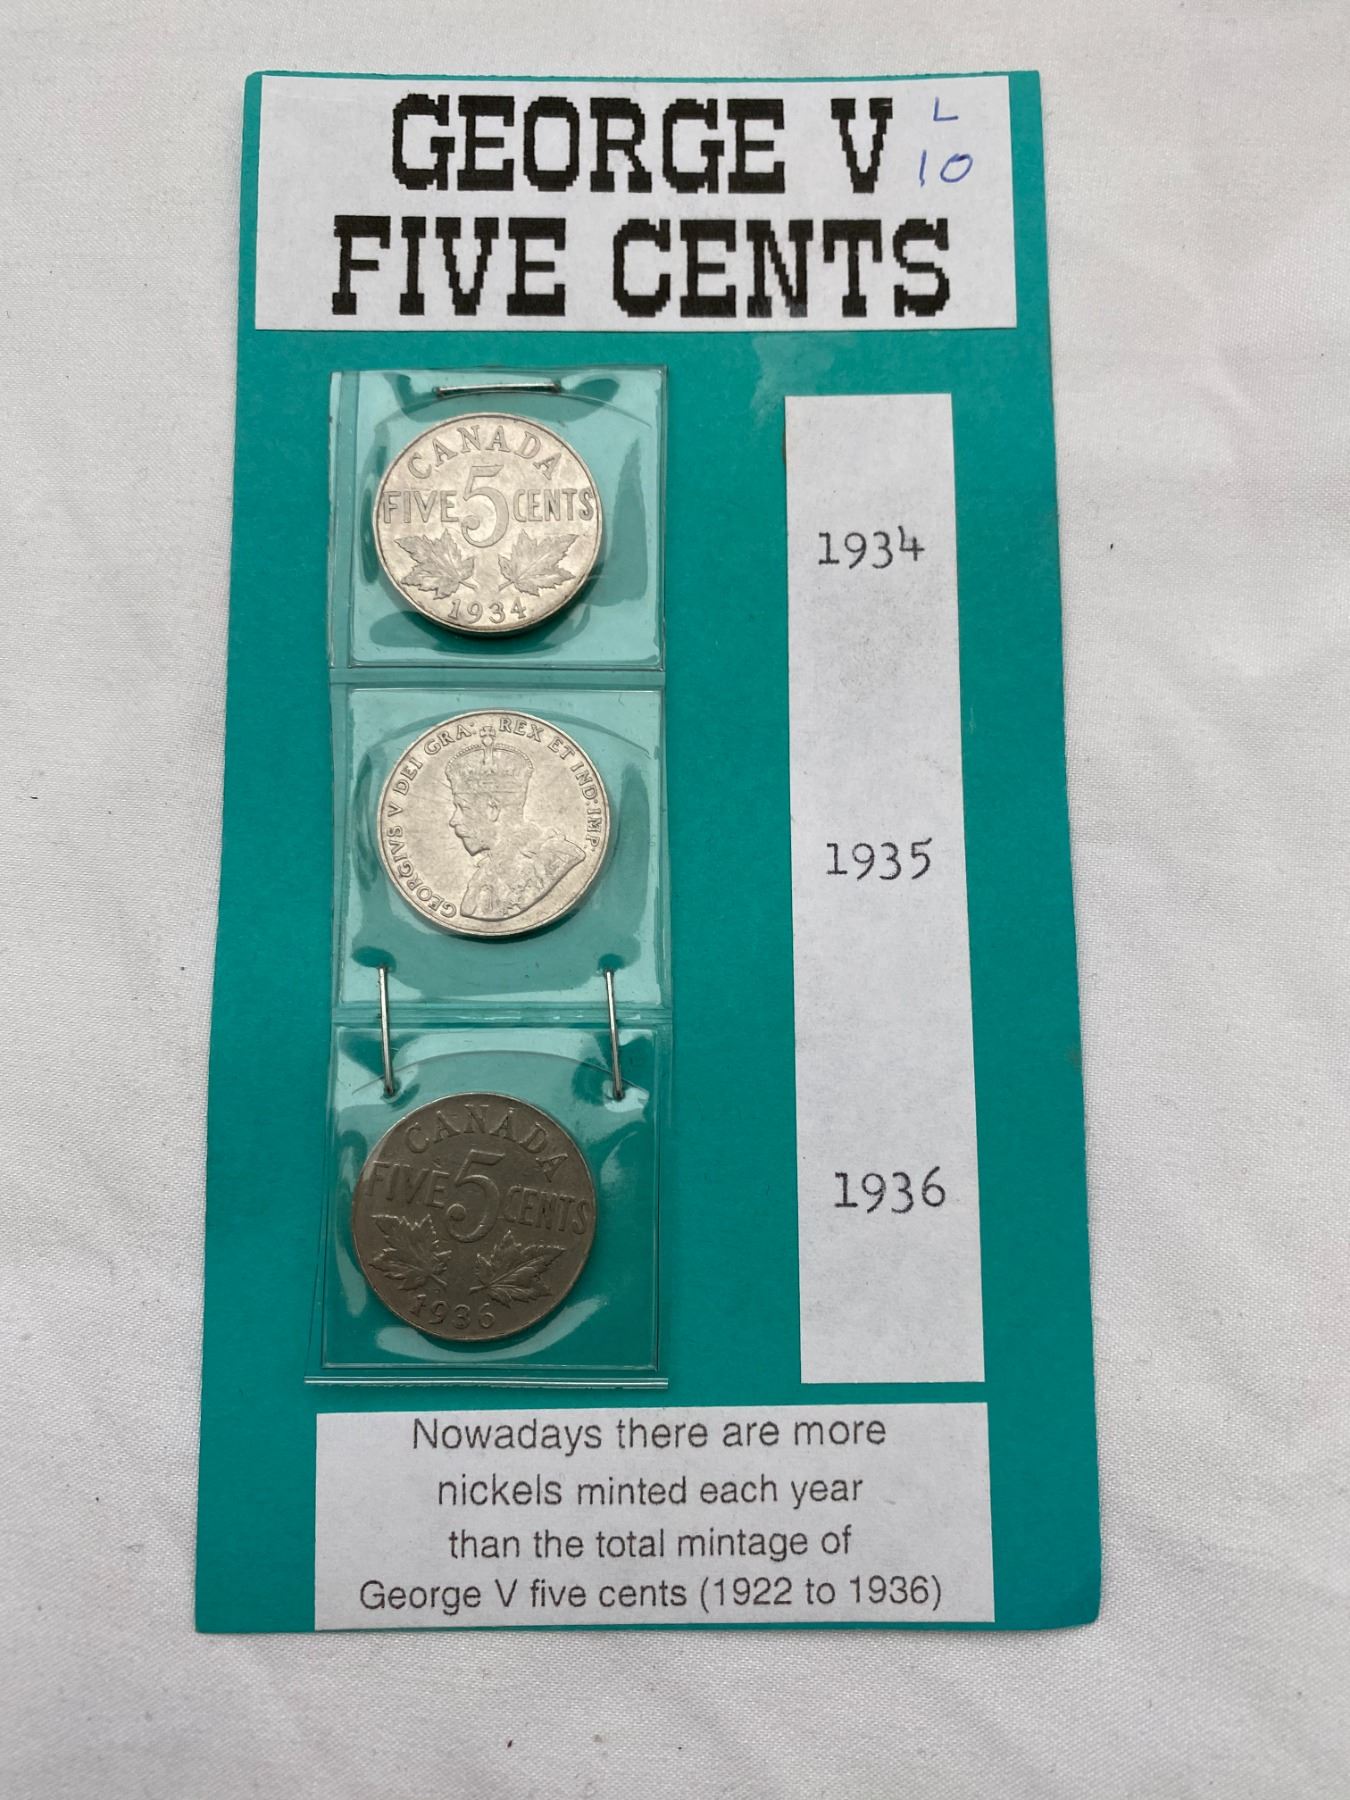 GEORGE V
L
10
FIVE CENTS
CANADA
FIVE 5 CENTS
1934
1934
GEORGIVS V DEI GRA: REX ET IND:IMP:
1935
CANADA
FIVE 5 CENTS
1936
1936
Nowadays there are more
nickels minted each year
than the total mintage of
George V five cents (1922 to 1936)